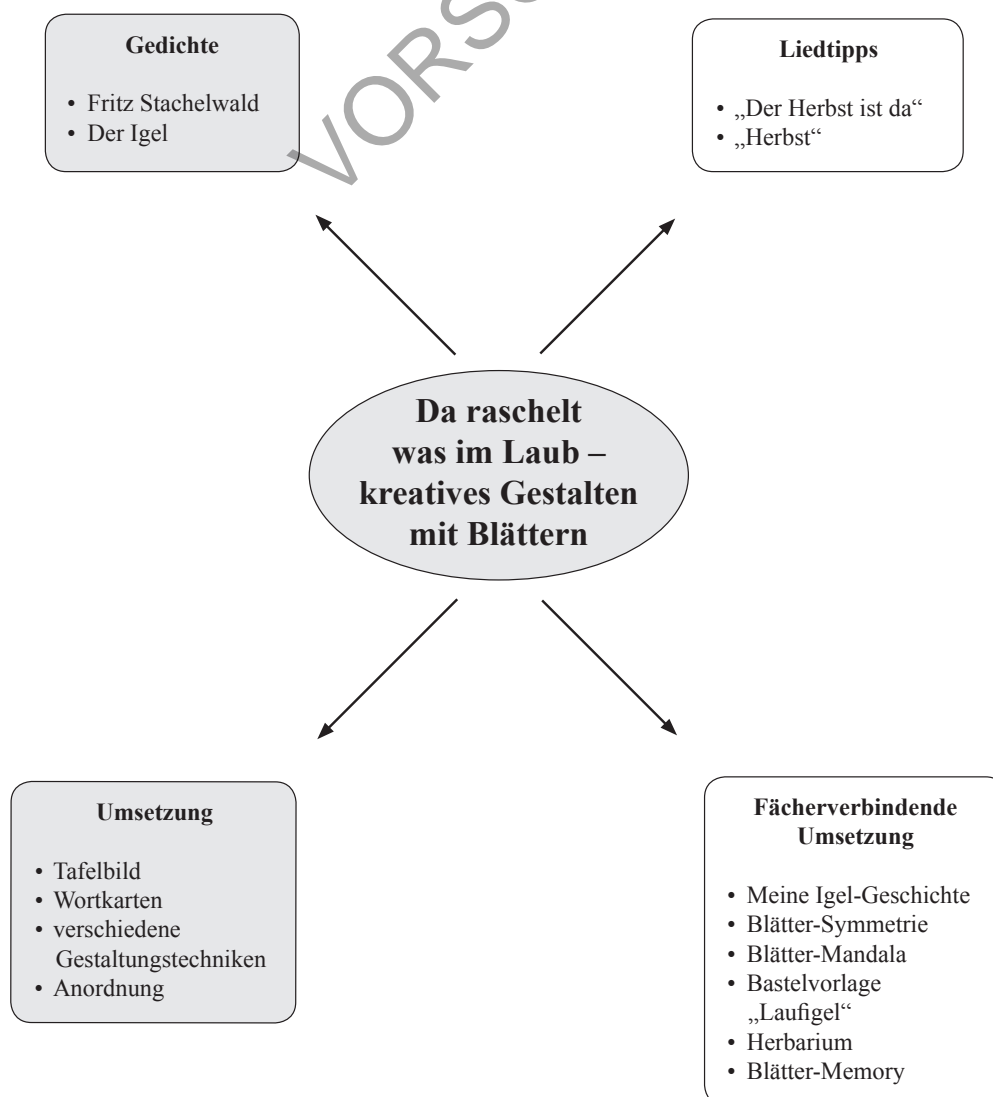 Gedichte
• Fritz Stachelwald
• Der Igel
Liedtipps
• „Der Herbst ist da“
• „Herbst“
Da raschelt
was im Laub –
kreatives Gestalten
mit Blättern
Umsetzung
• Tafelbild
• Wortkarten
• verschiedene
Gestaltungstechniken
• Anordnung
Fächerverbindende
Umsetzung
• Meine Igel-Geschichte
• Blätter-Symmetrie
• Blätter-Mandala
• Bastelvorlage
„Laufigel“
• Herbarium
• Blätter-Memory